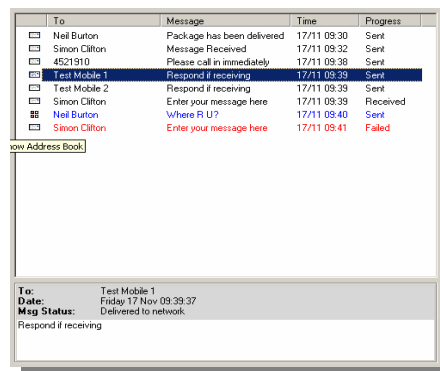 To Message Time Progress
Neil Burton Package has been delivered 17/11 09:30 Sent
Simon Clifton Message Received 17/11 09:32 Sent
4521910 Please call in immediately 17/11 09:38 Sent
Test Mobile 1 Respond if receiving 17/11 09:39 Sent
Test Mobile 2 Respond if receiving 17/11 09:39 Sent
Simon Clifton Enter your message here 17/11 09:39 Received
Neil Burton Where R U? 17/11 09:40 Sent
Simon Clifton Enter your message here 17/11 09:41 Failed
ow Address Book
To: Test Mobile 1
Date: Friday 17 Nov 09:39:37
Msg Status: Delivered to network
Respond if receiving